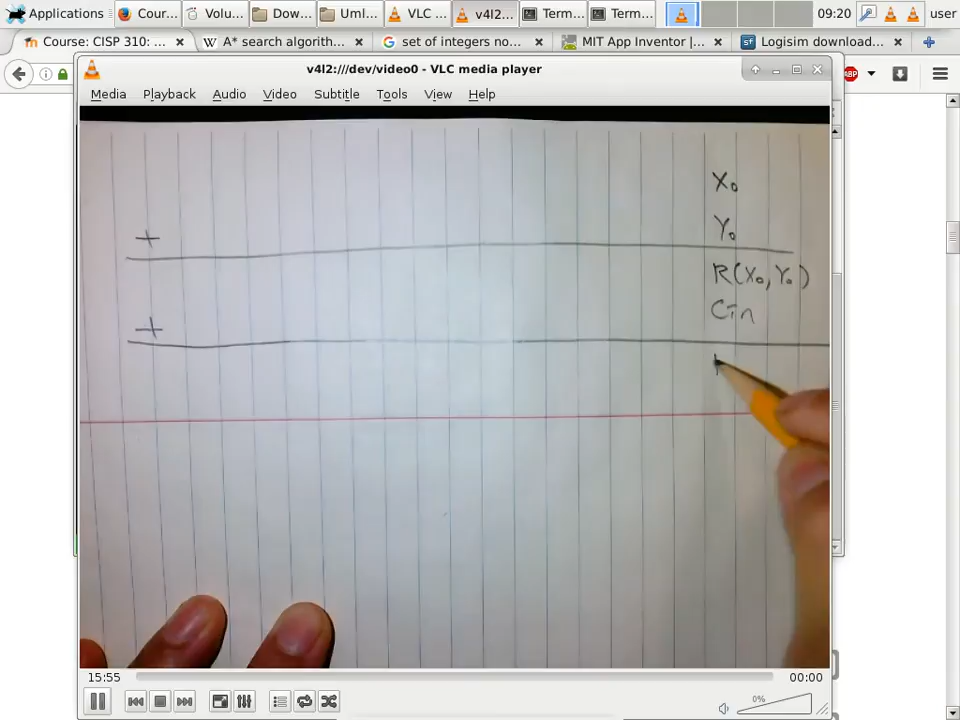 Applications Cour... Volu... Dow... Uml... VLC ... v4l2... Term... Term... 09:20 user
Course: CISP 310: ... A* search algorith... set of integers no... MIT App Inventor |... Logisim download...
v4l2:///dev/video0 - VLC media player
Media Playback Audio Video Subtitle Tools View Help
X₀
+ Y₀
R(X₀, Y₀)
+ Cin
15:55 00:00
0%